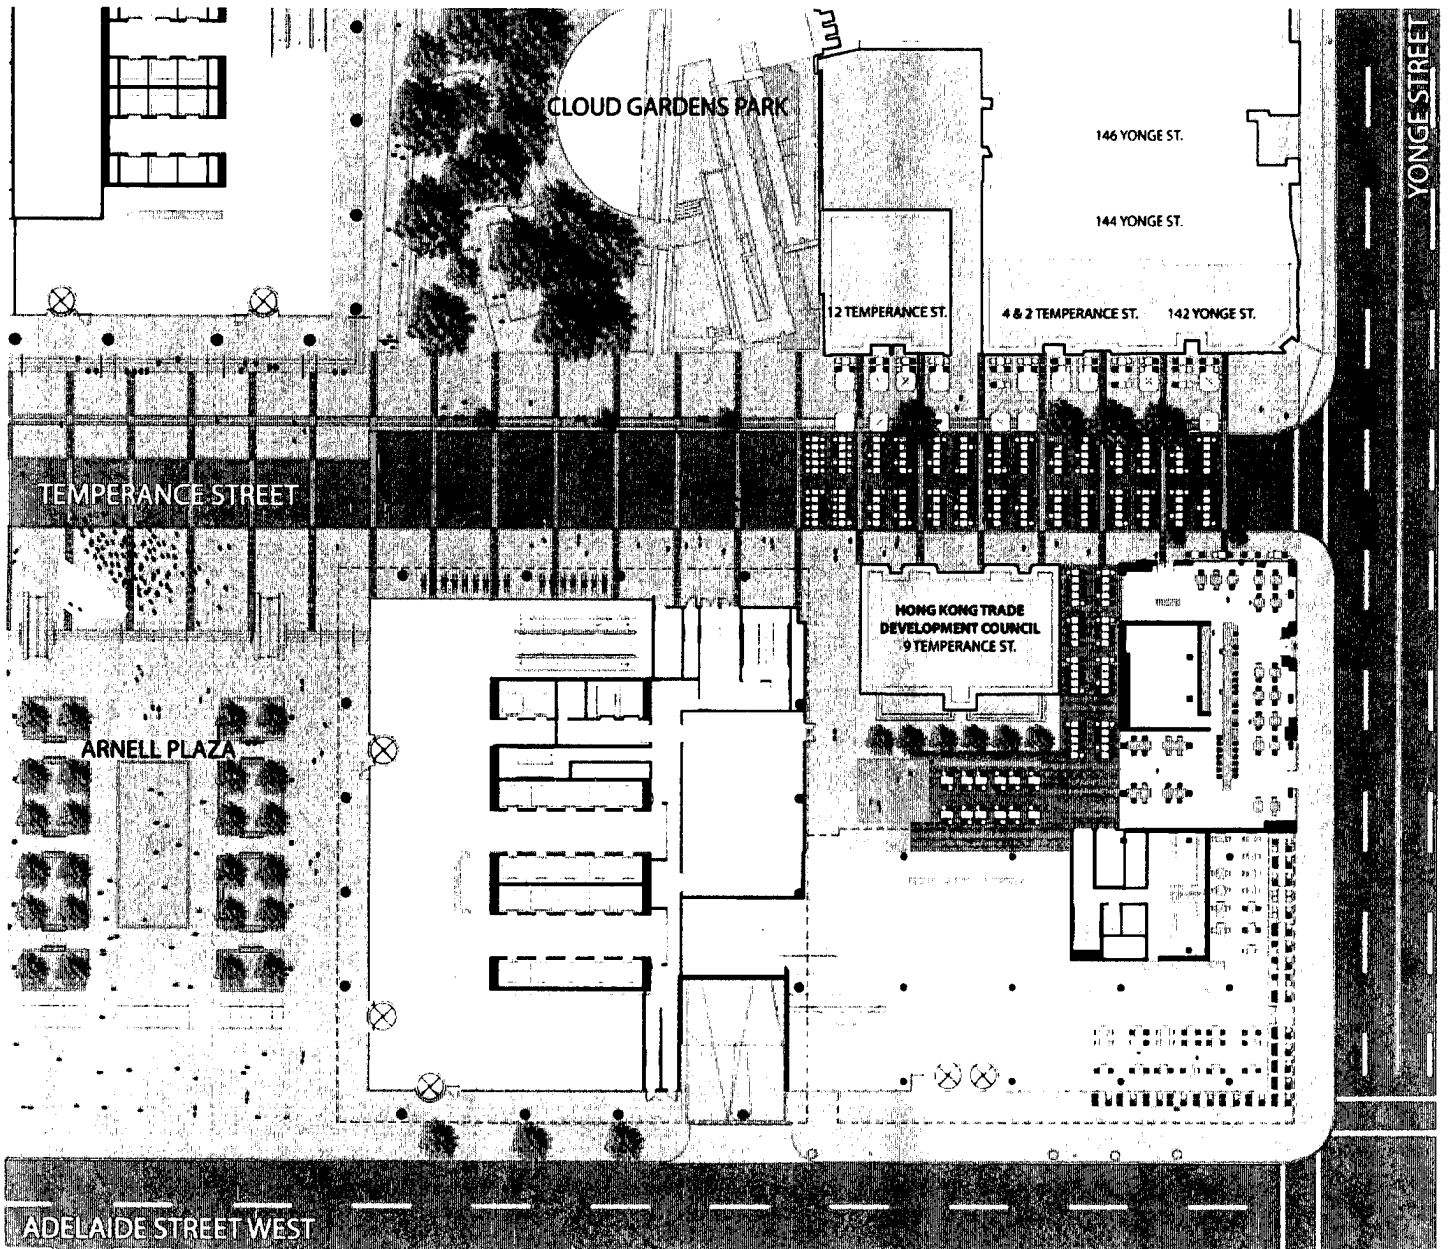 YONGE STREET
CLOUD GARDENS PARK
146 YONGE ST.
144 YONGE ST.
12 TEMPERANCE ST.
4 & 2 TEMPERANCE ST.
142 YONGE ST.
TEMPERANCE STREET
HONG KONG TRADE
DEVELOPMENT COUNCIL
9 TEMPERANCE ST.
ARNELL PLAZA
ADELAIDE STREET WEST